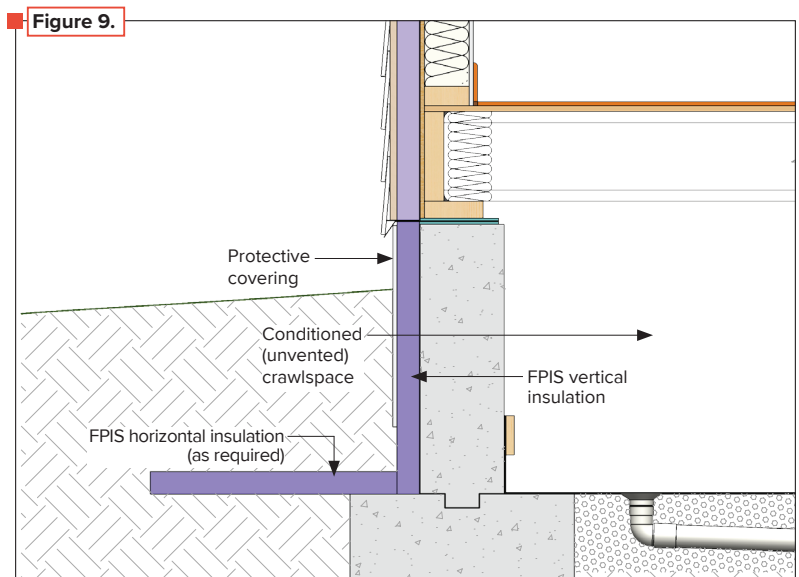 Figure 9.
Protective
covering
Conditioned
(unvented)
crawlspace
FPIS vertical
insulation
FPIS horizontal insulation
(as required)